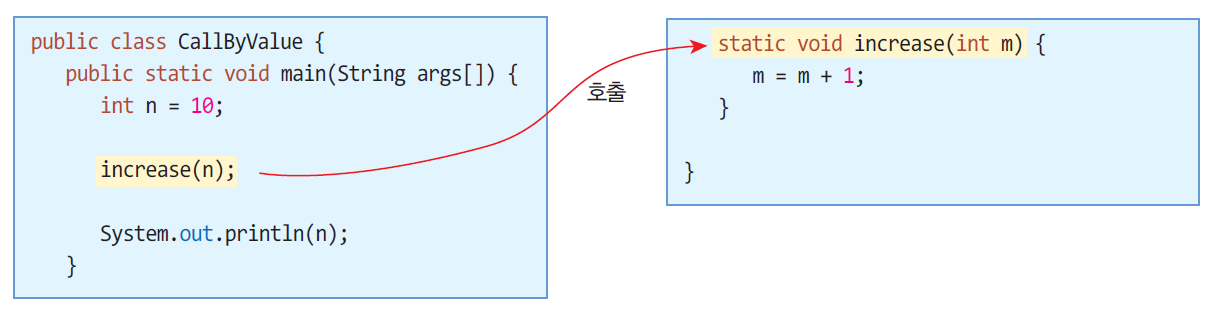 public class CallByValue {
public static void main(String args[]) {
int n = 10;
increase(n);
System.out.println(n);
}
호출
static void increase(int m) {
m = m + 1;
}
}